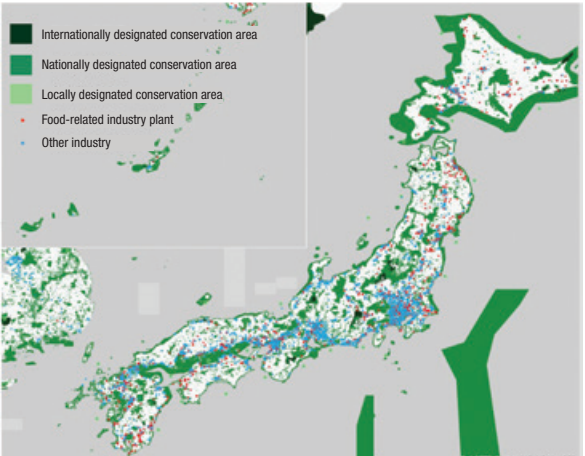 Internationally designated conservation area
Nationally designated conservation area
Locally designated conservation area
Food-related industry plant
Other industry